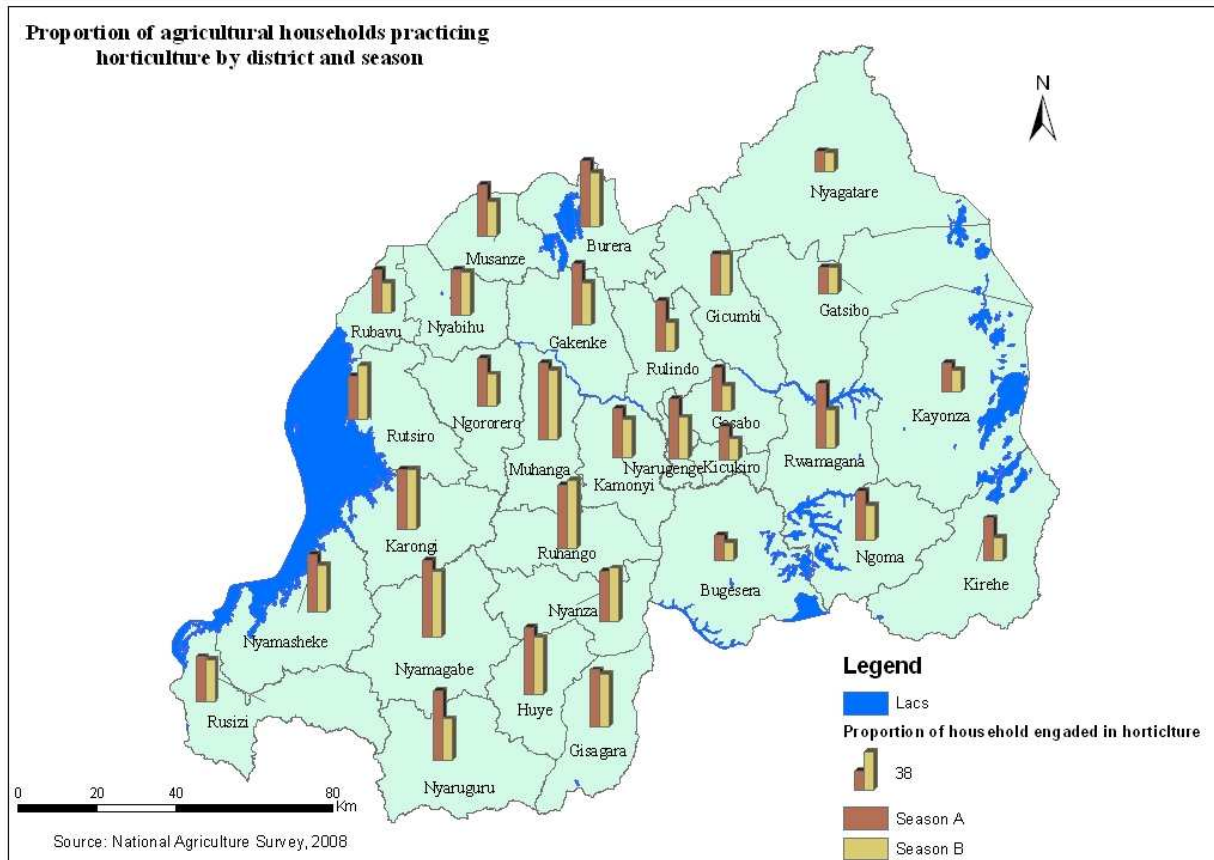 Proportion of agricultural households practicing
horticulture by district and season
N
Nyagatare
Burera
Musanze
Gicumbi
Gatsibo
Rubavu
Nyabihu
Gakenke
Rulindo
Kayonza
Rutsiro
Ngororero
Gasabo
Muhanga
Kamonyi
Nyarugenge
Kicukiro
Rwamagana
Karongi
Ruhango
Ngoma
Kirehe
Bugesera
Nyanza
Nyamasheke
Nyamagabe
Huye
Rusizi
Gisagara
Nyaruguru
Legend
Lacs
Proportion of household engaded in horticlture
38
Season A
Season B
0 20 40 80
Km
Source: National Agriculture Survey, 2008